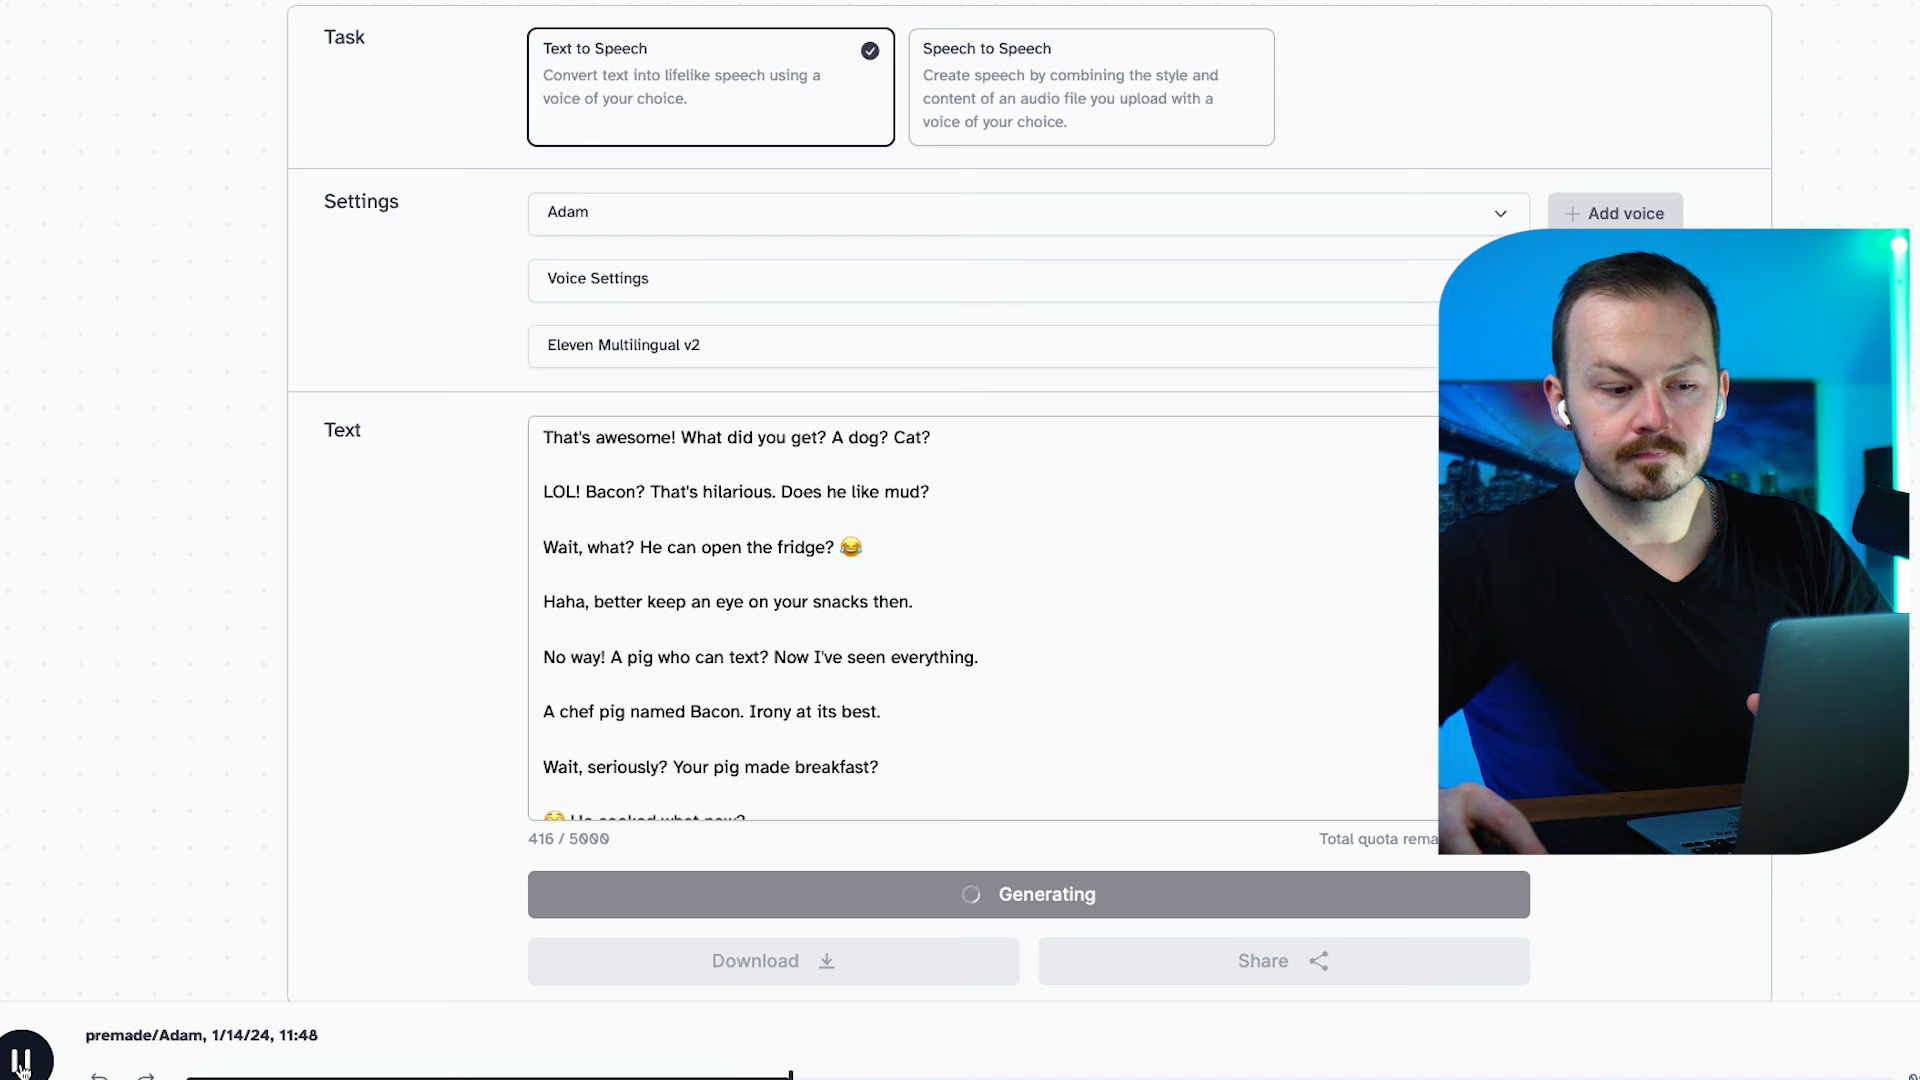 Task
Text to Speech
Convert text into lifelike speech using a
voice of your choice.
Speech to Speech
Create speech by combining the style and
content of an audio file you upload with a
voice of your choice.
Settings
Adam
Add voice
Voice Settings
Eleven Multilingual v2
Text
That's awesome! What did you get? A dog? Cat?
LOL! Bacon? That's hilarious. Does he like mud?
Wait, what? He can open the fridge? 😂
Haha, better keep an eye on your snacks then.
No way! A pig who can text? Now I've seen everything.
A chef pig named Bacon. Irony at its best.
Wait, seriously? Your pig made breakfast?
He cooked what now?
416 / 5000
Total quota rema
Generating
Download
Share
premade/Adam, 1/14/24, 11:48